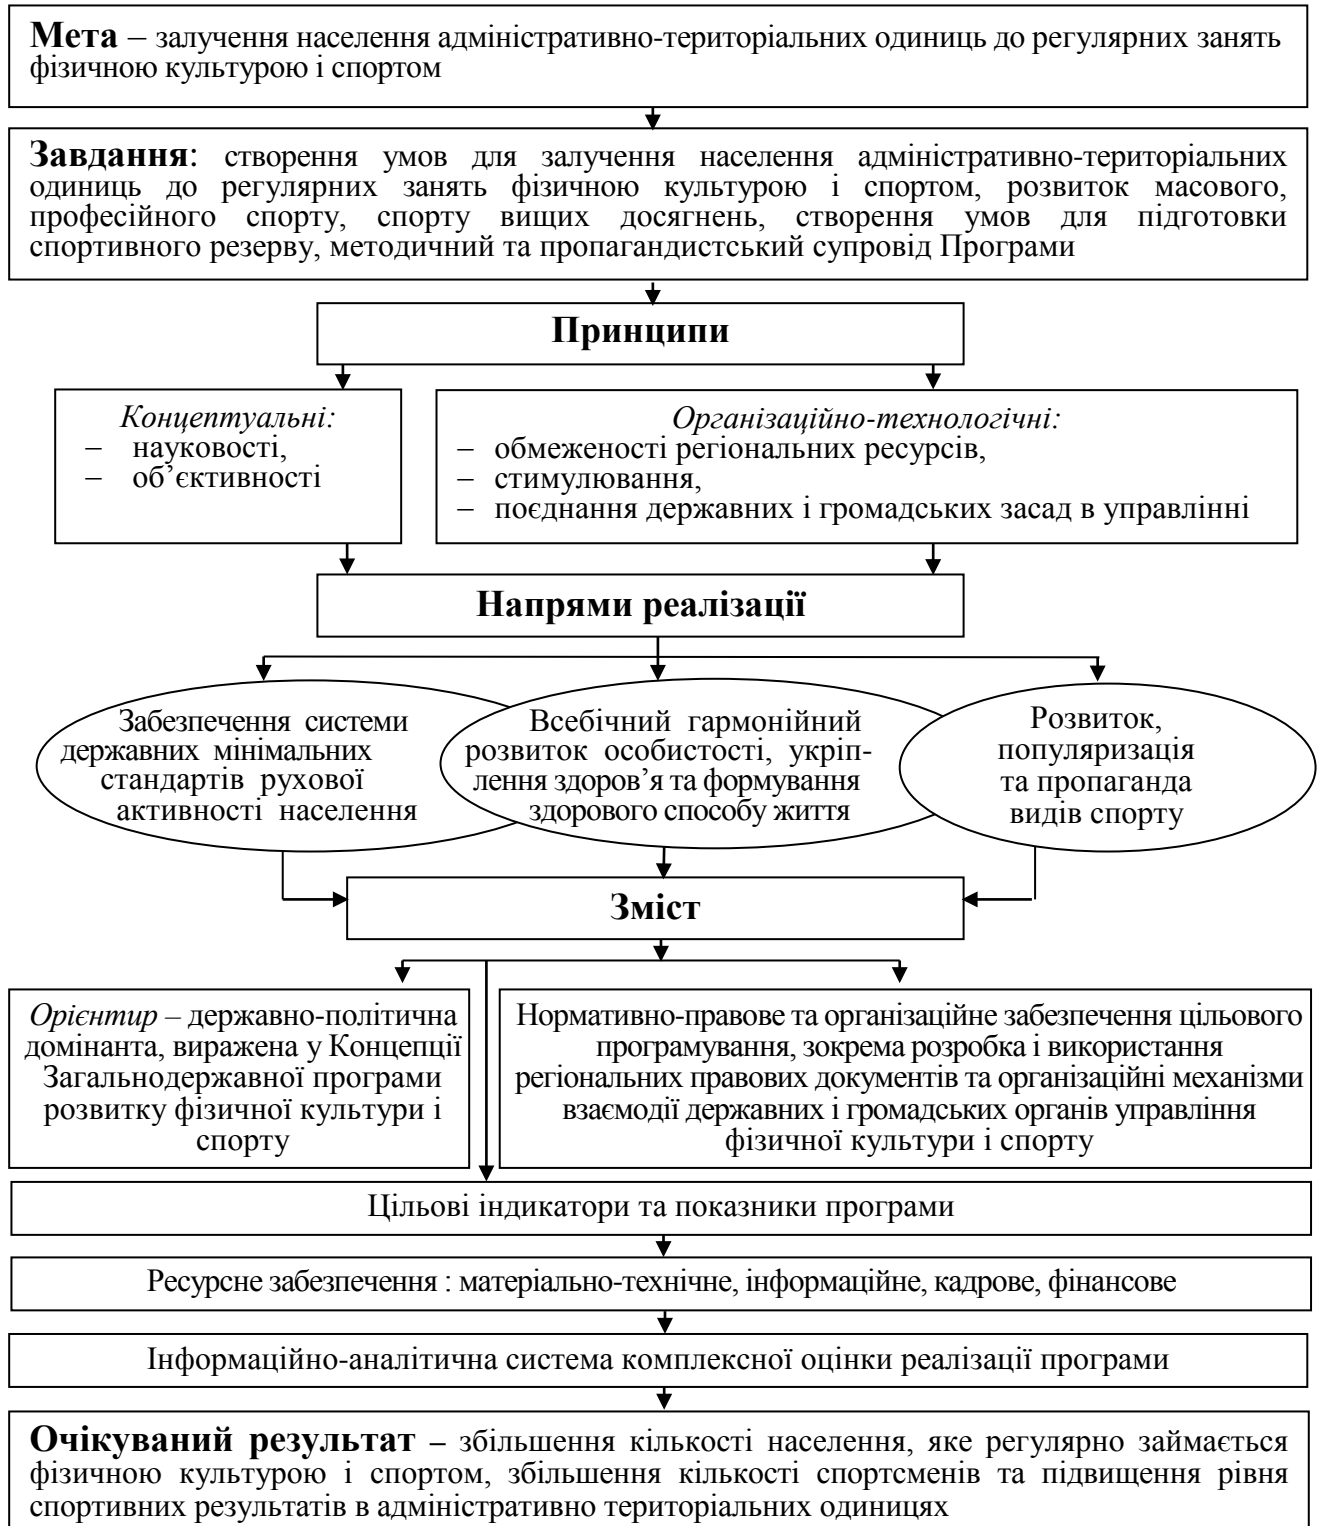 Мета – залучення населення адміністративно-територіальних одиниць до регулярних занять
фізичною культурою і спортом
Завдання: створення умов для залучення населення адміністративно-територіальних
одиниць до регулярних занять фізичною культурою і спортом, розвиток масового,
професійного спорту, спорту вищих досягнень, створення умов для підготовки
спортивного резерву, методичний та пропагандистський супровід Програми
Принципи
Концептуальні:
– науковості,
– об’єктивності
Організаційно-технологічні:
– обмеженості регіональних ресурсів,
– стимулювання,
– поєднання державних і громадських засад в управлінні
Напрями реалізації
Забезпечення системи
державних мінімальних
стандартів рухової
активності населення
Всебічний гармонійний
розвиток особистості, укріп-
лення здоров’я та формування
здорового способу життя
Розвиток,
популяризація
та пропаганда
видів спорту
Зміст
Орієнтир – державно-політична
домінанта, виражена у Концепції
Загальнодержавної програми
розвитку фізичної культури і
спорту
Нормативно-правове та організаційне забезпечення цільового
програмування, зокрема розробка і використання
регіональних правових документів та організаційні механізми
взаємодії державних і громадських органів управління
фізичної культури і спорту
Цільові індикатори та показники програми
Ресурсне забезпечення : матеріально-технічне, інформаційне, кадрове, фінансове
Інформаційно-аналітична система комплексної оцінки реалізації програми
Очікуваний результат – збільшення кількості населення, яке регулярно займається
фізичною культурою і спортом, збільшення кількості спортсменів та підвищення рівня
спортивних результатів в адміністративно територіальних одиницях